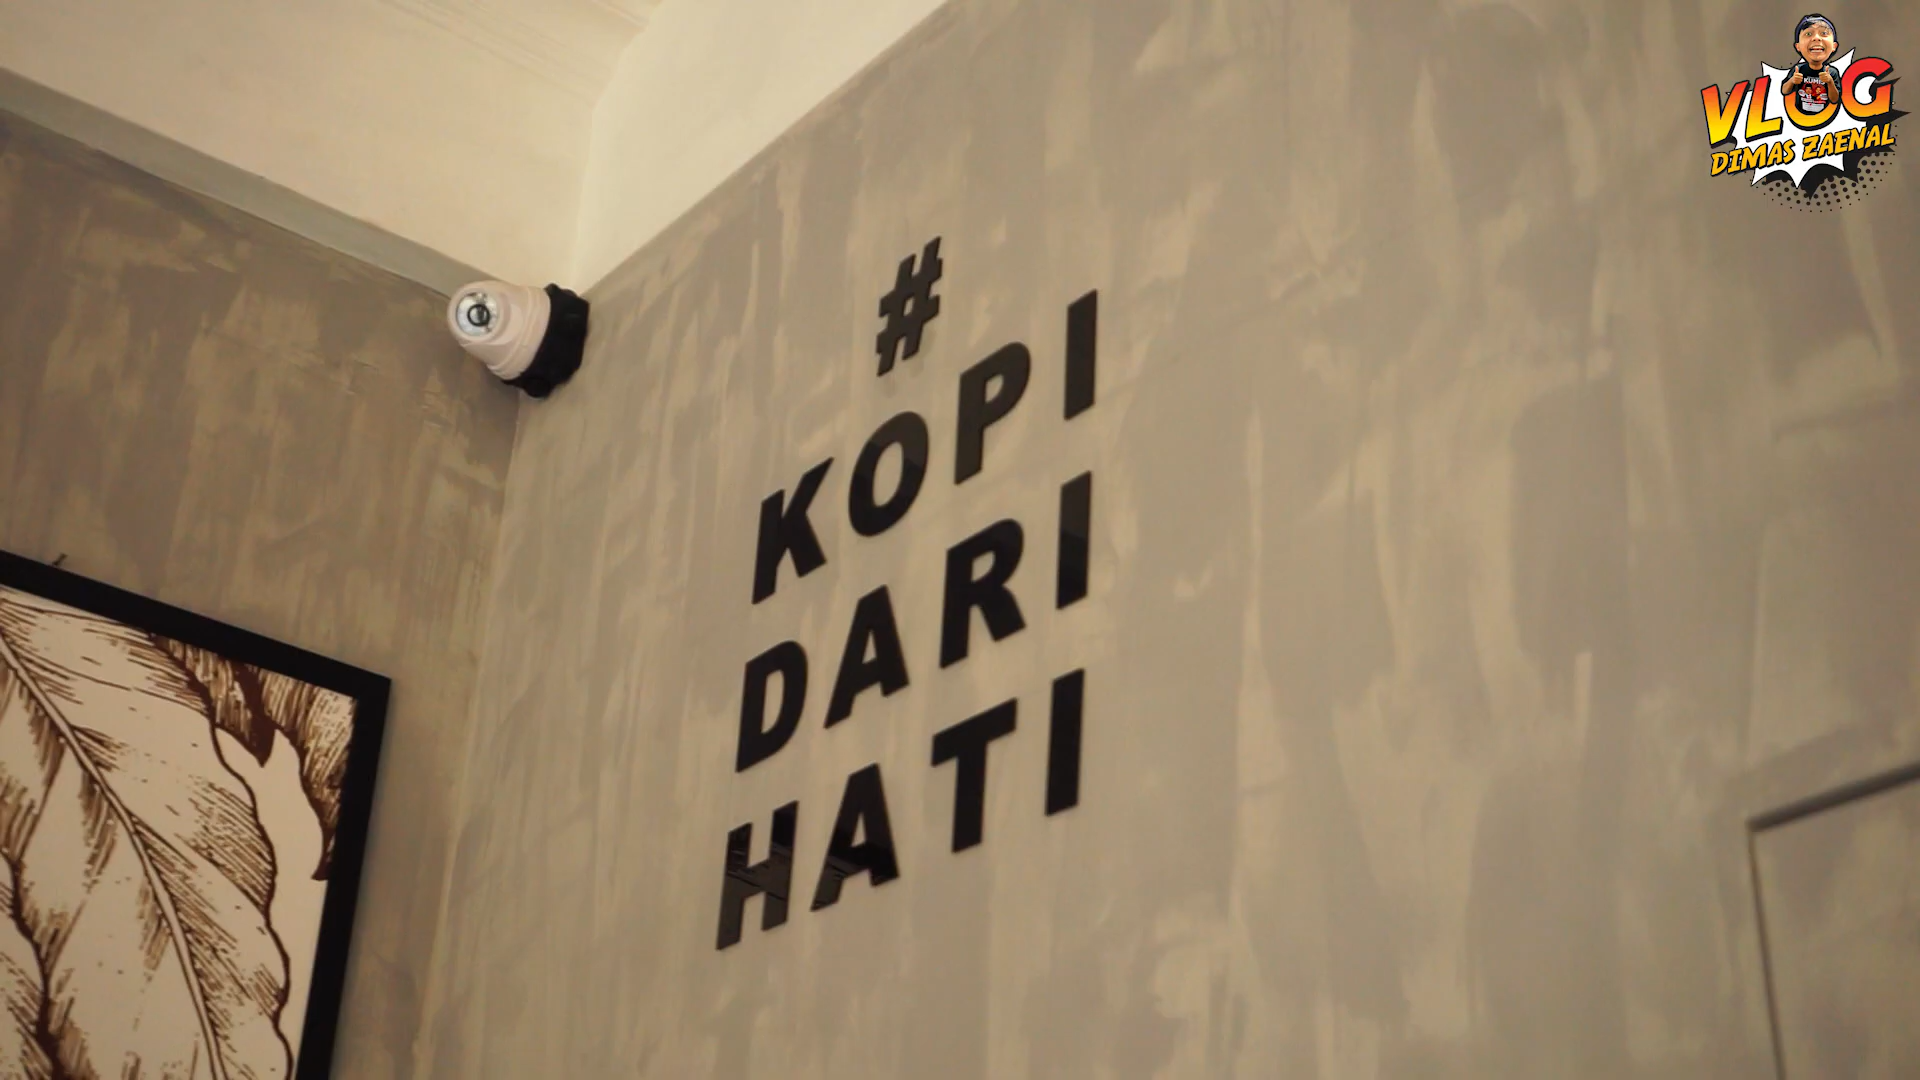 #
KOPI
DARI
HATI
VLOG
DIMAS ZAENAL